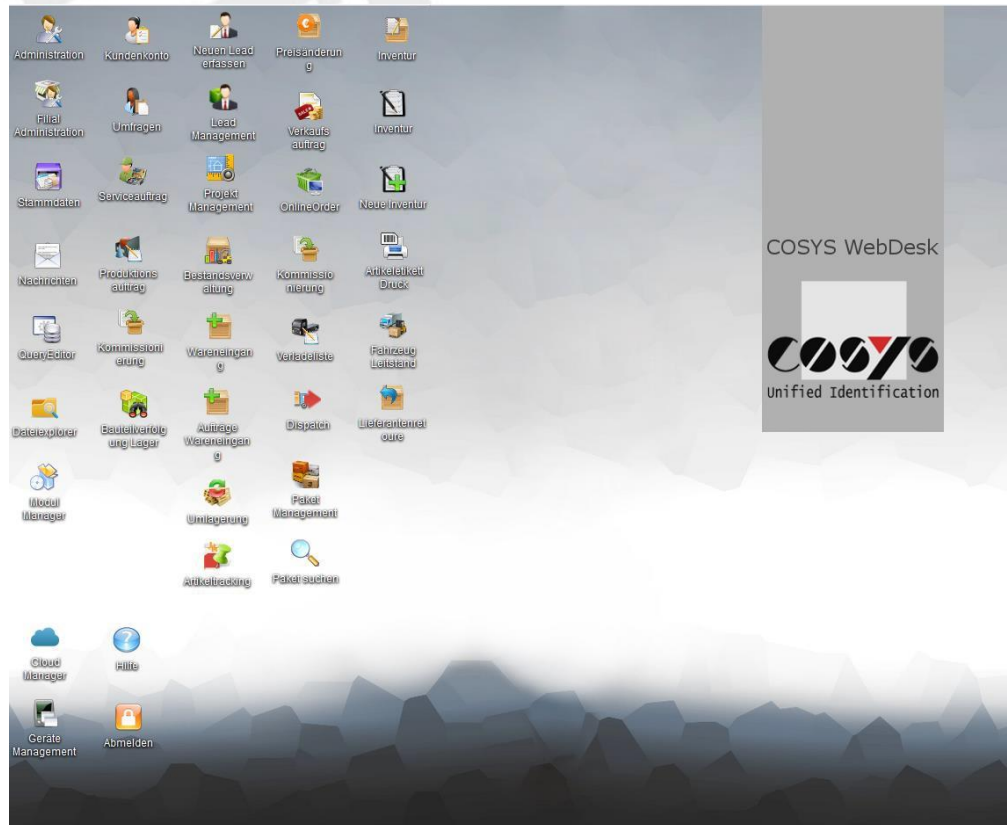 Administration
Kundenkonto
Neuen Lead
erfassen
Preisänderun
g
Inventur
Filial
Administration
Umfragen
Lead
Management
Verkaufs
auftrag
Inventur
Stammdaten
Serviceauftrag
Projekt
Management
OnlineOrder
Neue Inventur
Nachrichten
Produktions
auftrag
Bestandsverw
altung
Kommissio
nierung
Artikeletikett
Druck
QueryEditor
Kommissioni
erung
Wareneingan
g
Verladeliste
Fahrzeug
Leitstand
Dateiexplorer
Bauteilverfolg
ung Lager
Aufträge
Wareneingan
g
Dispatch
Lieferantenret
oure
Modul
Manager
Umlagerung
Paket
Management
Artikeltracking
Paket suchen
Cloud
Manager
Hilfe
Geräte
Management
Abmelden
COSYS WebDesk
COSYS
Unified Identification